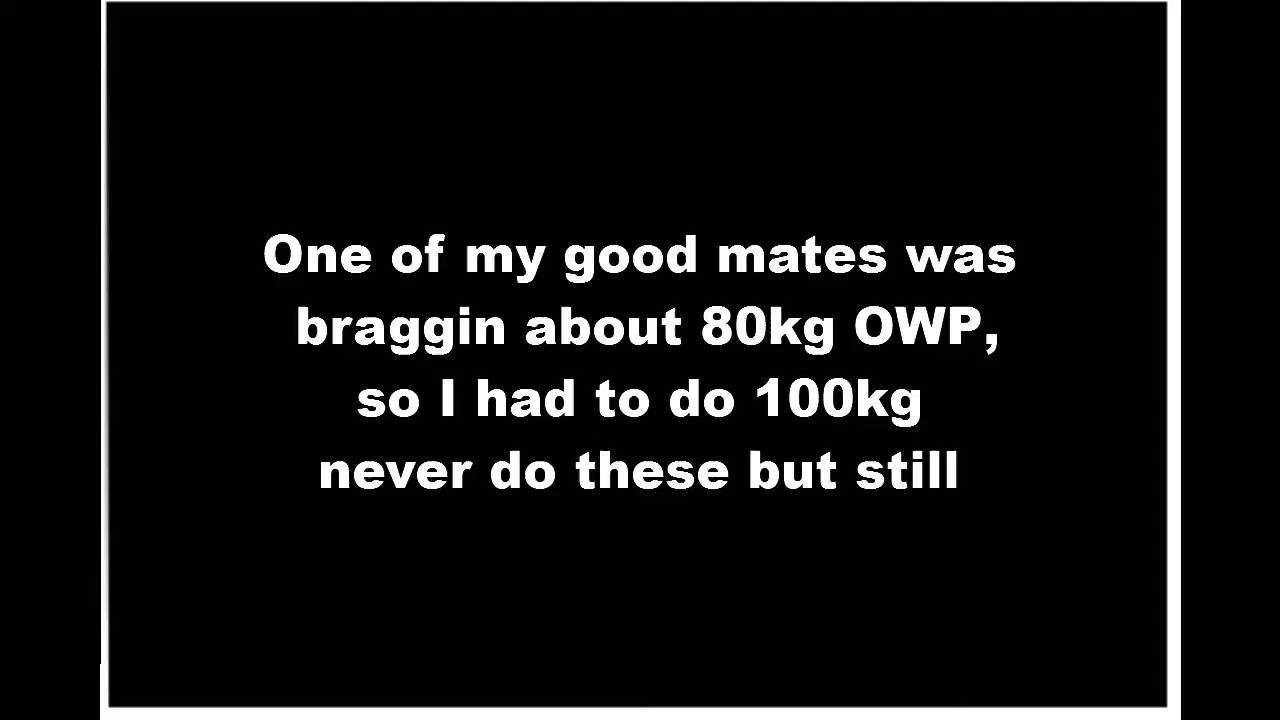 One of my good mates was
braggin about 80kg OWP,
so I had to do 100kg
never do these but still